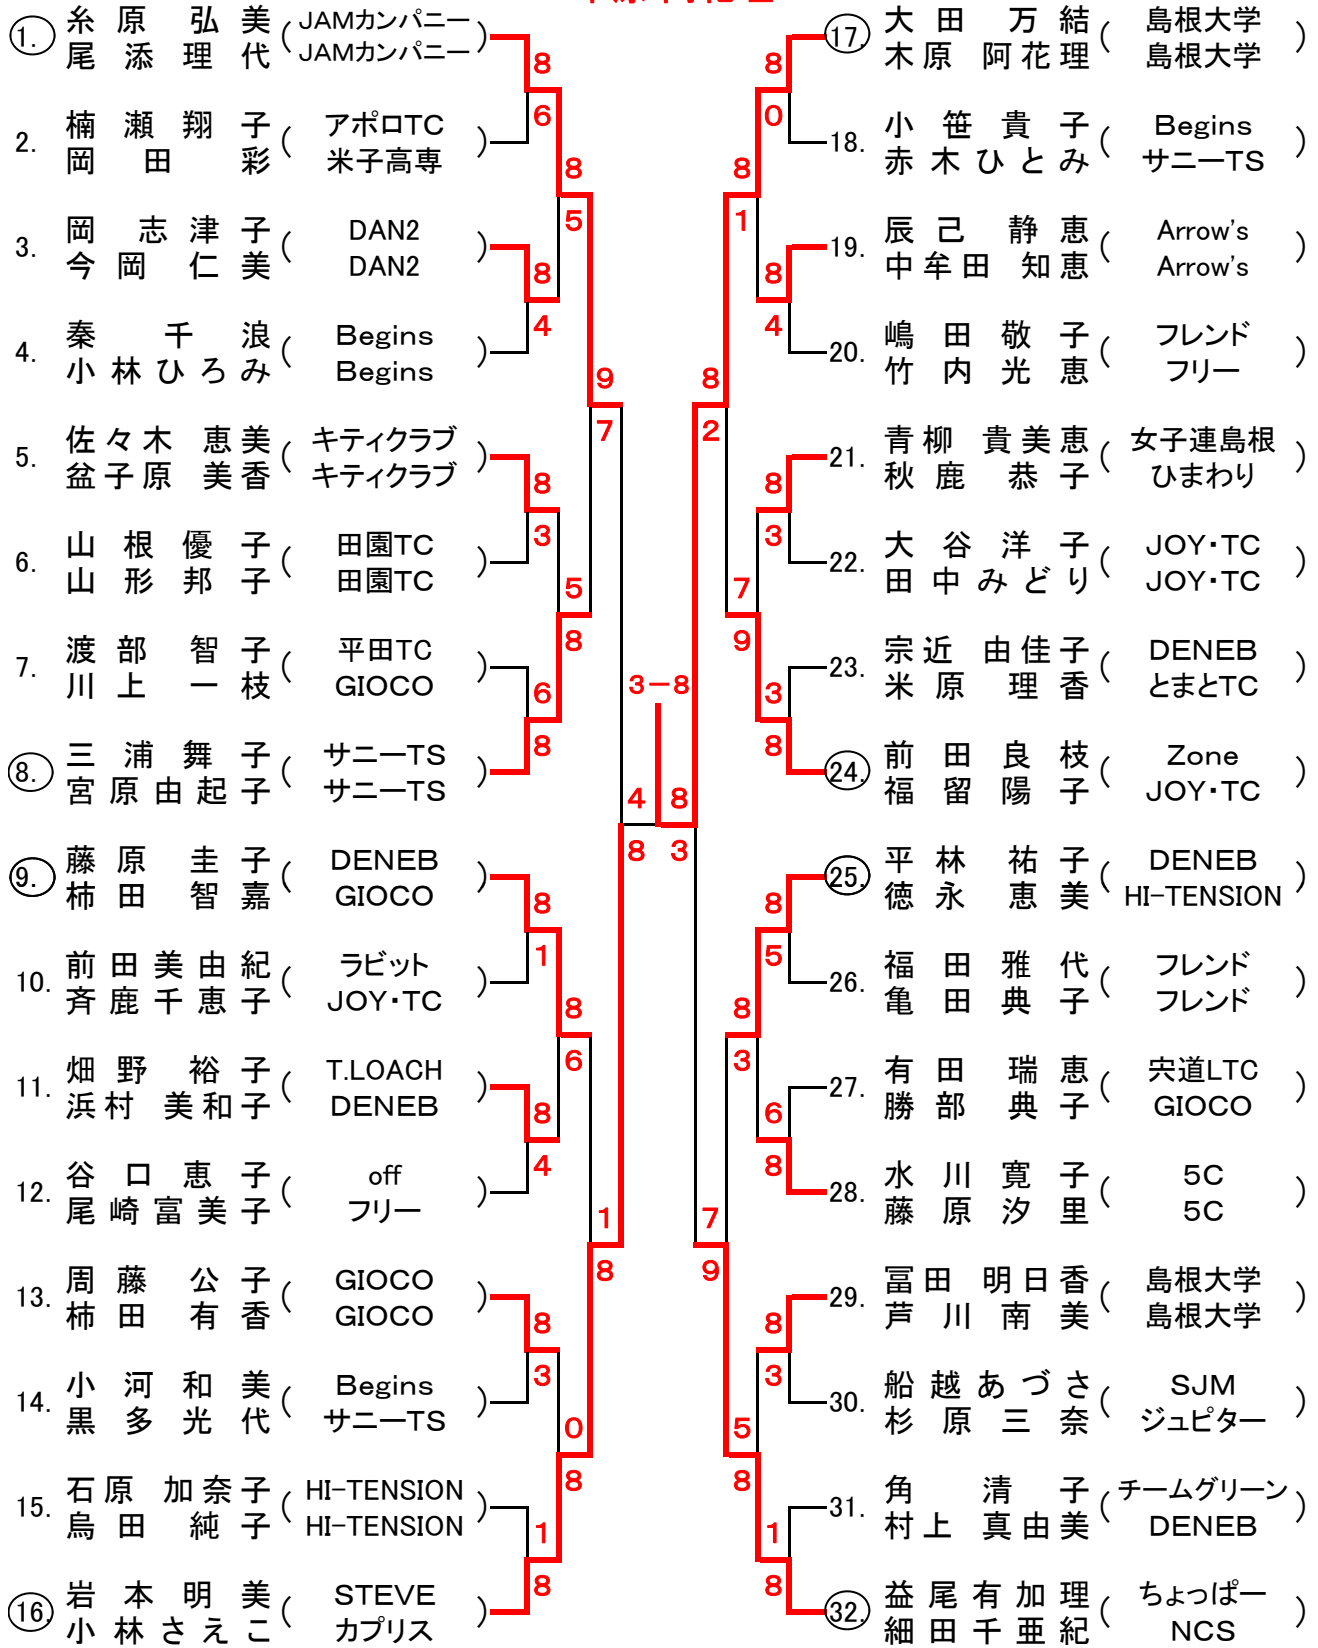 1. 糸原 弘美 (JAMカンパニー)
尾添理代 JAMカンパニー
8
6
2. 楠瀬翔子 (アポロTC)
岡田 彩 米子高専
8
5
3. 岡 志津子 (DAN2)
今岡仁美 DAN2
8
4
4. 秦 千浪 (Begins)
小林ひろみ Begins
9
7
5. 佐々木 恵美 (キティクラブ)
盆子原 美香 キティクラブ
8
3
6. 山根優子 (田園TC)
山形邦子 田園TC
5
8
7. 渡部 智子 (平田TC)
川上 一枝 GIOCO
6
8
8. 三浦舞子 (サニーTS)
宮原由起子 サニーTS
4
8
9. 藤原 圭子 (DENEB)
柿田 智嘉 GIOCO
8
1
10. 前田美由紀 (ラビット)
斉鹿千恵子 JOY・TC
8
6
11. 畑野 裕子 (T.LOACH)
浜村 美和子 DENEB
8
4
12. 谷口恵子 (off)
尾崎富美子 フリー
1
8
13. 周藤 公子 (GIOCO)
柿田 有香 GIOCO
8
3
14. 小河和美 (Begins)
黒多光代 サニーTS
0
8
15. 石原 加奈子 (HI-TENSION)
烏田 純子 HI-TENSION
1
8
16. 岩本明美 (STEVE)
小林さえこ カプリス
3－8
17. 大田 万結 (島根大学)
木原 阿花理 島根大学
8
0
18. 小笹貴子 (Begins)
赤木ひとみ サニーTS
8
1
19. 辰己 静恵 (Arrow's)
中牟田 知恵 Arrow's
8
4
20. 嶋田敬子 (フレンド)
竹内光恵 フリー
8
2
21. 青柳 貴美恵 (女子連島根)
秋鹿 恭子 ひまわり
8
3
22. 大谷洋子 (JOY・TC)
田中みどり JOY・TC
7
9
23. 宗近 由佳子 (DENEB)
米原 理香 とまとTC
3
8
24. 前田良枝 (Zone)
福留陽子 JOY・TC
8
3
25. 平林 祐子 (DENEB)
徳永 恵美 HI-TENSION
8
5
26. 福田雅代 (フレンド)
亀田典子 フレンド
8
3
27. 有田 瑞恵 (宍道LTC)
勝部 典子 GIOCO
6
8
28. 水川寛子 (5C)
藤原汐里 5C
7
9
29. 冨田 明日香 (島根大学)
芦川南美 島根大学
8
3
30. 船越あづさ (SJM)
杉原三奈 ジュピター
5
8
31. 角 清子 (チームグリーン)
村上 真由美 DENEB
1
8
32. 益尾有加理 (ちょっぱー)
細田千亜紀 NCS